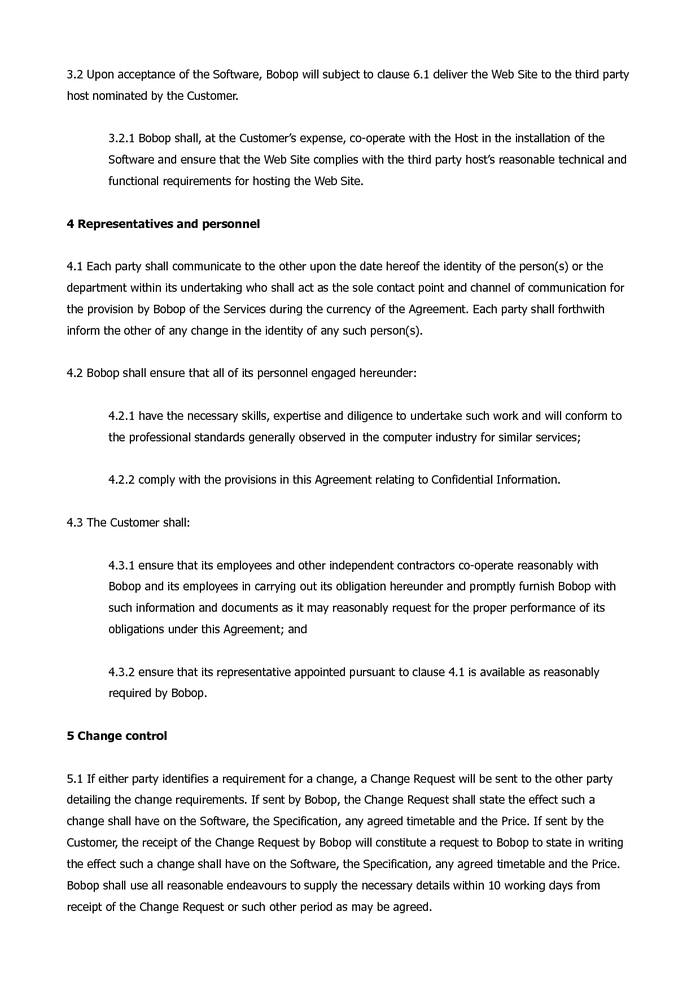 3.2 Upon acceptance of the Software, Bobop will subject to clause 6.1 deliver the Web Site to the third party
host nominated by the Customer.
3.2.1 Bobop shall, at the Customer’s expense, co-operate with the Host in the installation of the
Software and ensure that the Web Site complies with the third party host’s reasonable technical and
functional requirements for hosting the Web Site.
4 Representatives and personnel
4.1 Each party shall communicate to the other upon the date hereof the identity of the person(s) or the
department within its undertaking who shall act as the sole contact point and channel of communication for
the provision by Bobop of the Services during the currency of the Agreement. Each party shall forthwith
inform the other of any change in the identity of any such person(s).
4.2 Bobop shall ensure that all of its personnel engaged hereunder:
4.2.1 have the necessary skills, expertise and diligence to undertake such work and will conform to
the professional standards generally observed in the computer industry for similar services;
4.2.2 comply with the provisions in this Agreement relating to Confidential Information.
4.3 The Customer shall:
4.3.1 ensure that its employees and other independent contractors co-operate reasonably with
Bobop and its employees in carrying out its obligation hereunder and promptly furnish Bobop with
such information and documents as it may reasonably request for the proper performance of its
obligations under this Agreement; and
4.3.2 ensure that its representative appointed pursuant to clause 4.1 is available as reasonably
required by Bobop.
5 Change control
5.1 If either party identifies a requirement for a change, a Change Request will be sent to the other party
detailing the change requirements. If sent by Bobop, the Change Request shall state the effect such a
change shall have on the Software, the Specification, any agreed timetable and the Price. If sent by the
Customer, the receipt of the Change Request by Bobop will constitute a request to Bobop to state in writing
the effect such a change shall have on the Software, the Specification, any agreed timetable and the Price.
Bobop shall use all reasonable endeavours to supply the necessary details within 10 working days from
receipt of the Change Request or such other period as may be agreed.